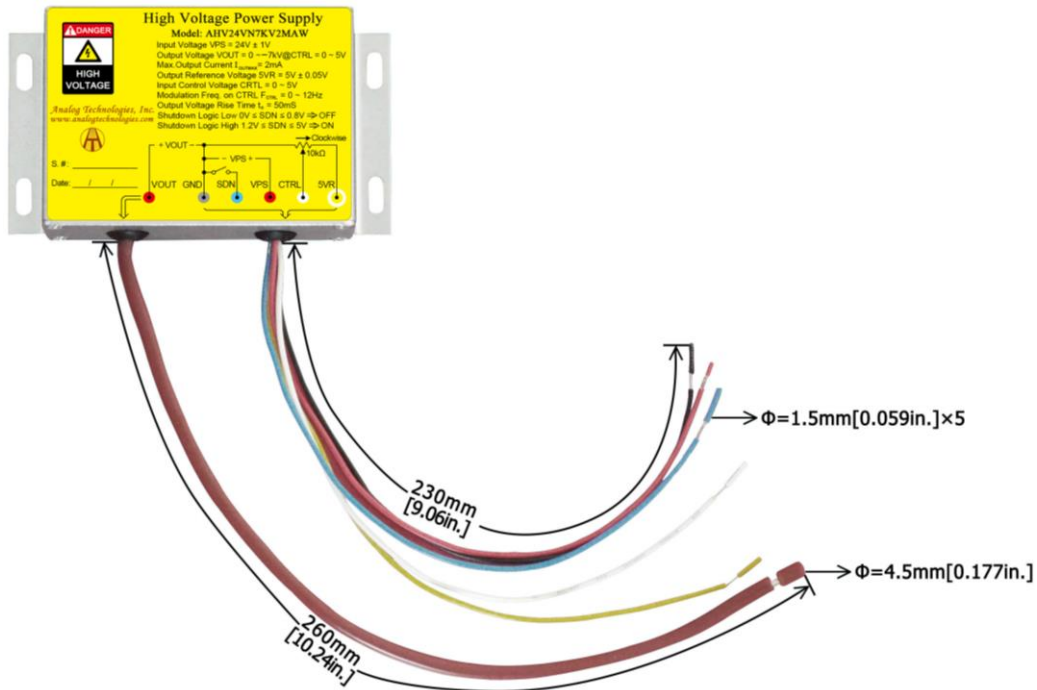 DANGER
HIGH
VOLTAGE
High Voltage Power Supply
Model: AHV24VN7KV2MAW
Input Voltage VPS = 24V ± 1V
Output Voltage VOUT = 0 ~ −7kV@CTRL = 0 ~ 5V
Max.Output Current IOUTMAX = 2mA
Output Reference Voltage 5VR = 5V ± 0.05V
Input Control Voltage CRTL = 0 ~ 5V
Modulation Freq. on CTRL FCTRL = 0 ~ 12Hz
Output Voltage Rise Time tR = 50mS
Shutdown Logic Low 0V ≤ SDN ≤ 0.8V ⇒ OFF
Shutdown Logic High 1.2V ≤ SDN ≤ 5V ⇒ ON
Analog Technologies, Inc.
www.analogtechnologies.com
AT
S. #:
Date: / /
+ VOUT −
− VPS +
Clockwise
10kΩ
VOUT GND SDN VPS CTRL 5VR
Φ=1.5mm[0.059in.]×5
230mm
[9.06in.]
Φ=4.5mm[0.177in.]
260mm
[10.24in.]